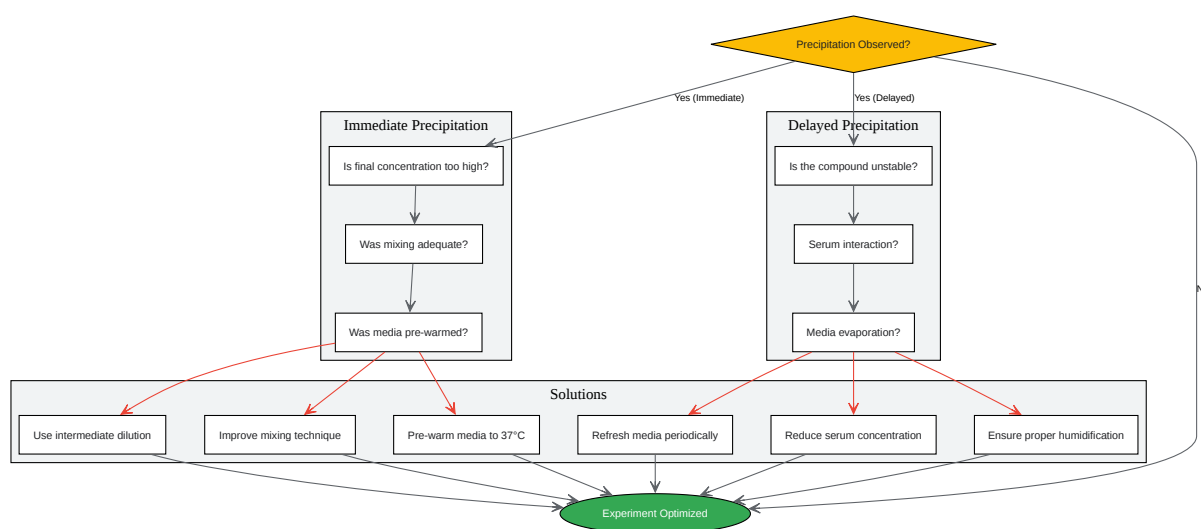 Precipitation Observed?
Yes (Immediate)
Yes (Delayed)
Immediate Precipitation
Delayed Precipitation
Is final concentration too high?
Is the compound unstable?
Was mixing adequate?
Serum interaction?
Was media pre-warmed?
Media evaporation?
Solutions
Use intermediate dilution
Improve mixing technique
Pre-warm media to 37°C
Refresh media periodically
Reduce serum concentration
Ensure proper humidification
Experiment Optimized